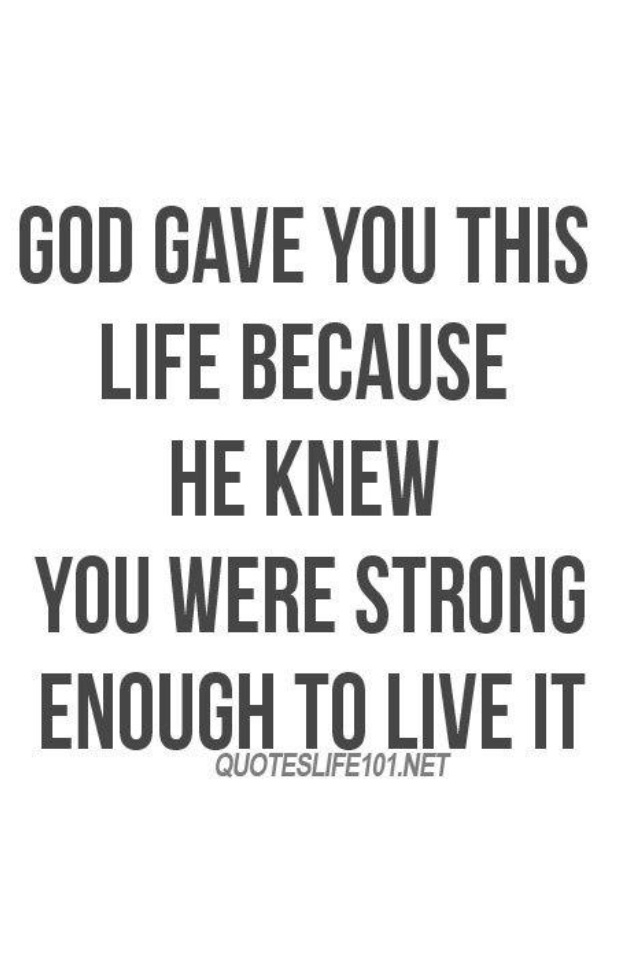 GOD GAVE YOU THIS
LIFE BECAUSE
HE KNEW
YOU WERE STRONG
ENOUGH TO LIVE IT
QUOTESLIFE101.NET